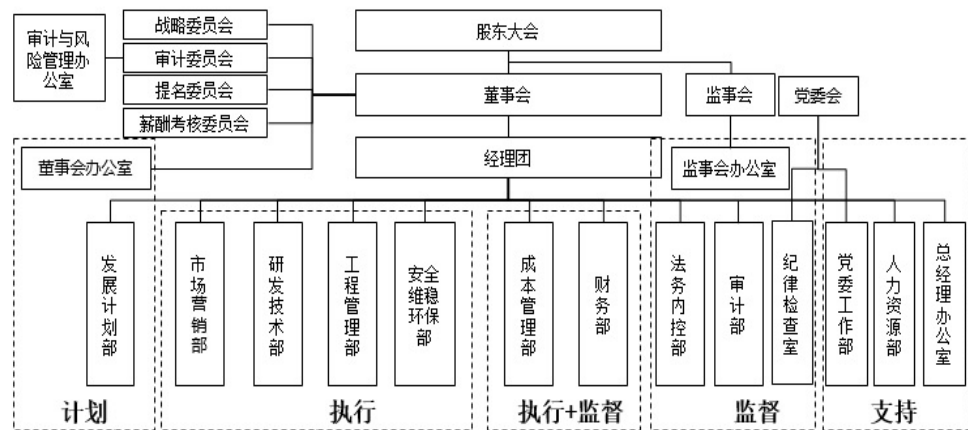 战略委员会
股东大会
审计与风
险管理办
公室
审计委员会
提名委员会
董事会
监事会
党委会
薪酬考核委员会
董事会办公室
经理团
监事会办公室
发展计划部
市场营销部
研发技术部
工程管理部
安全
维稳
环保
部
成本管理部
财务部
法务内控部
审计部
纪律检查室
党委工作部
人力资源部
总经理办公室
计划
执行
执行+监督
监督
支持